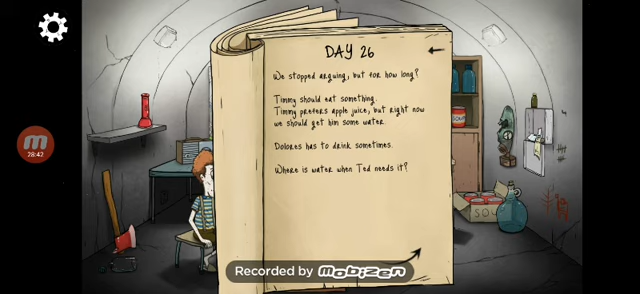 DAY 26
We stopped arguing, but for how long?
Timmy should eat something.
Timmy prefers apple juice, but right now
we should get him some water.
Dolores has to drink sometimes.
Where is water when Ted needs it?
28:42
SOU
Recorded by mobizen